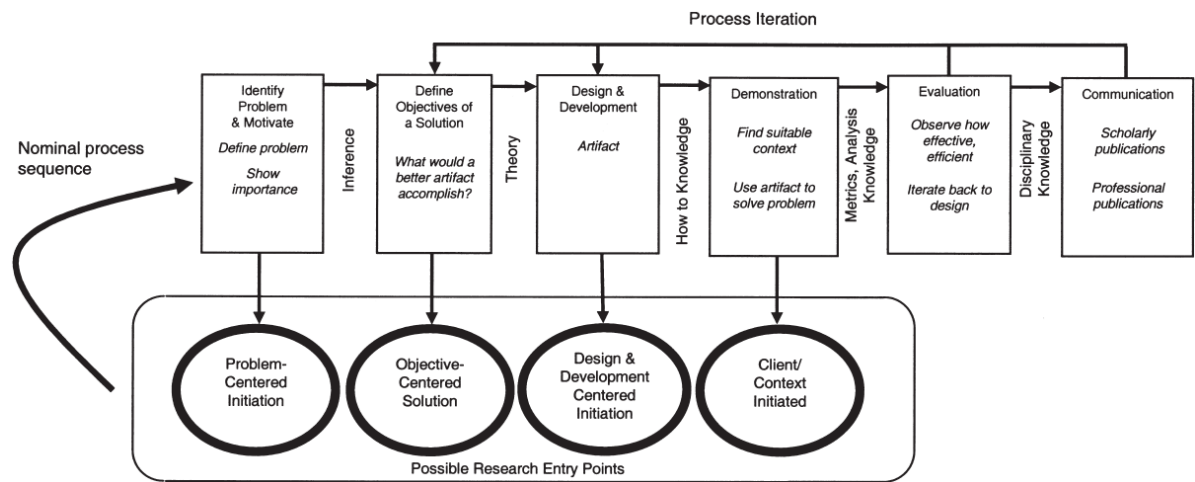 Process Iteration
Nominal process
sequence
Identify
Problem
& Motivate
Define problem
Show
importance
Inference
Define
Objectives of
a Solution
What would a
better artifact
accomplish?
Theory
Design &
Development
Artifact
How to Knowledge
Demonstration
Find suitable
context
Use artifact to
solve problem
Metrics, Analysis
Knowledge
Evaluation
Observe how
effective,
efficient
Iterate back to
design
Disciplinary
Knowledge
Communication
Scholarly
publications
Professional
publications
Problem-
Centered
Initiation
Objective-
Centered
Solution
Design &
Development
Centered
Initiation
Client/
Context
Initiated
Possible Research Entry Points